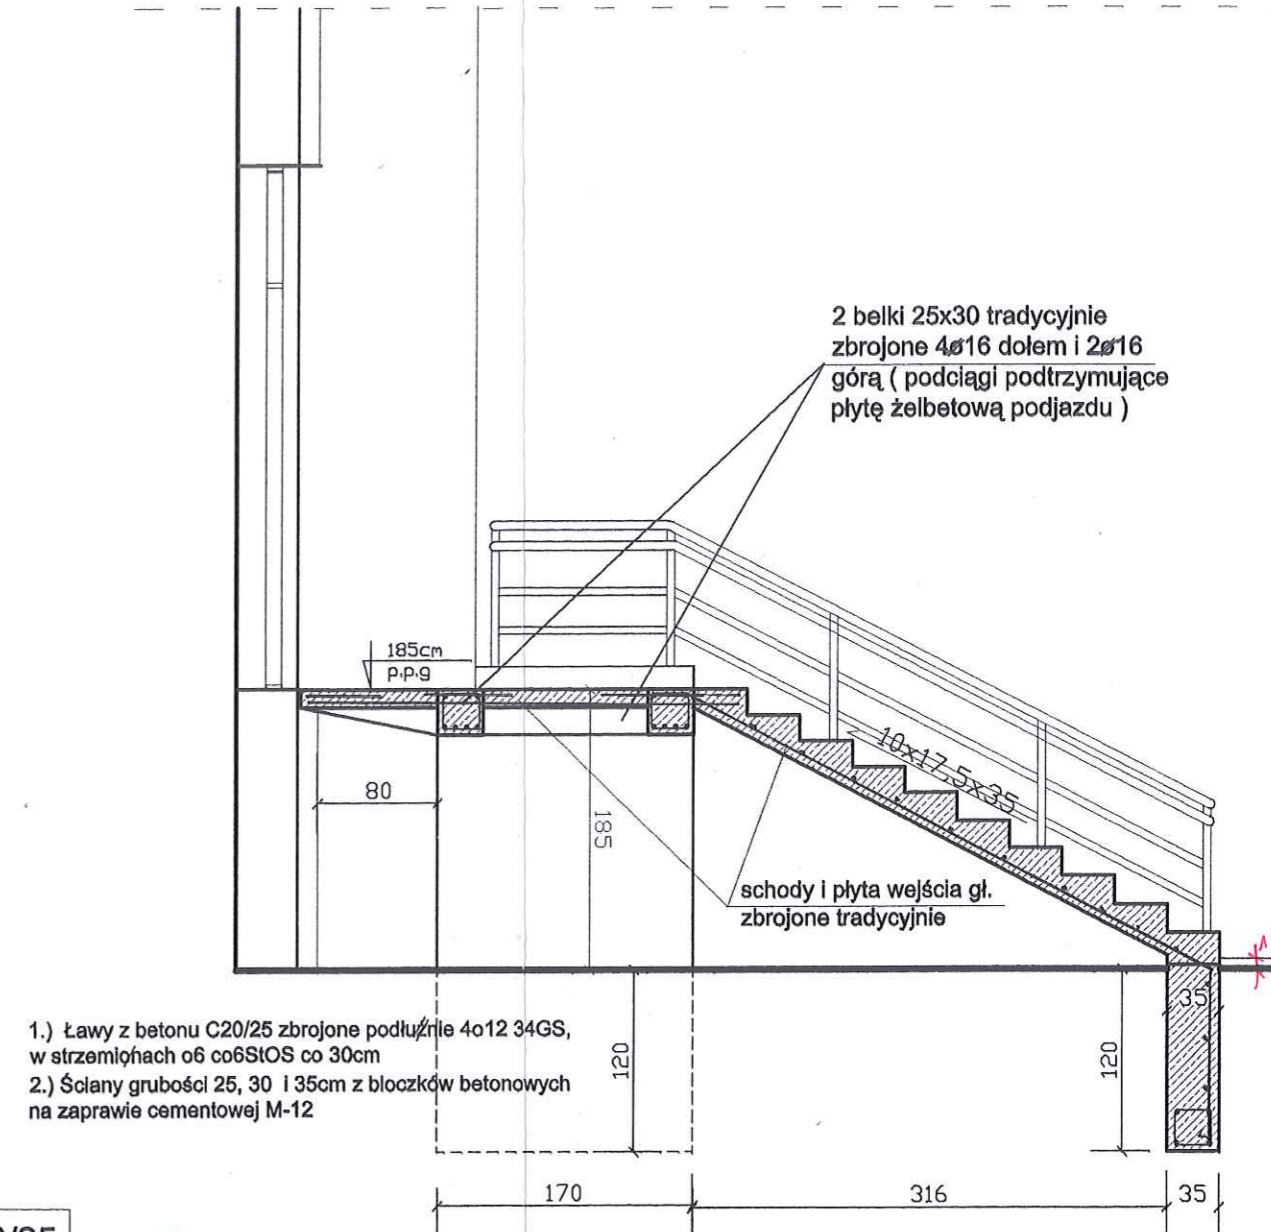 2 belki 25x30 tradycyjnie
zbrojone 4ø16 dołem i 2ø16
górą ( podciągi podtrzymujące
płytę żelbetową podjazdu )
185cm
p.p.g
10x17,5x35
80
185
schody i płyta wejścia gł.
zbrojone tradycyjnie
1.) Ławy z betonu C20/25 zbrojone podłużnie 4o12 34GS,
w strzemionach o6 co6StOS co 30cm
2.) Ściany grubości 25, 30 i 35cm z bloczków betonowych
na zaprawie cementowej M-12
120
120
35
170
316
35